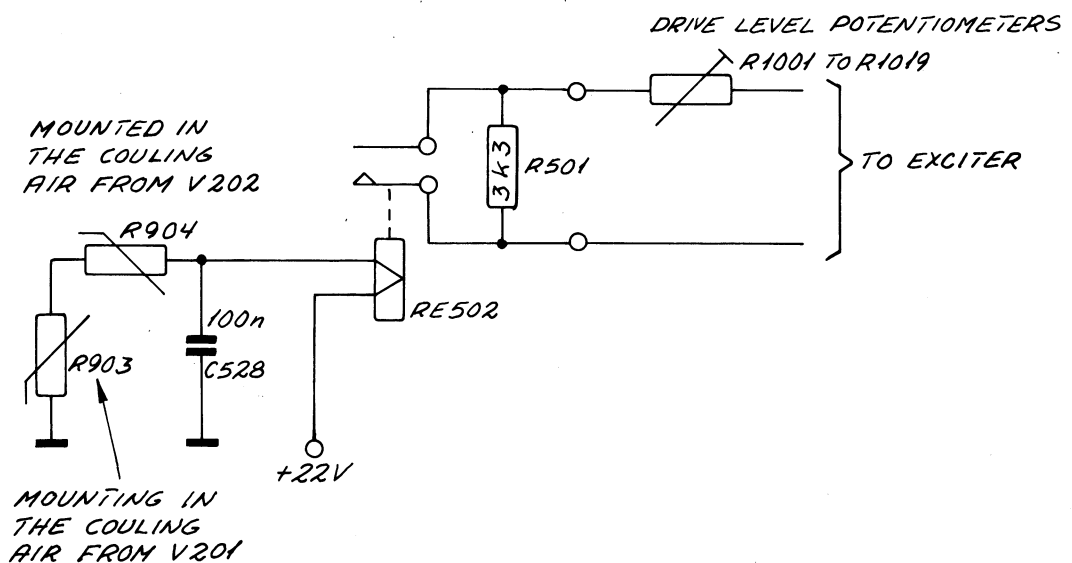 DRIVE LEVEL POTENTIOMETERS
R1001 TO R1019
MOUNTED IN
THE COULING
AIR FROM V202
3k3
R501
TO EXCITER
R904
RE502
100n
C528
R903
+22V
MOUNTING IN
THE COULING
AIR FROM V201